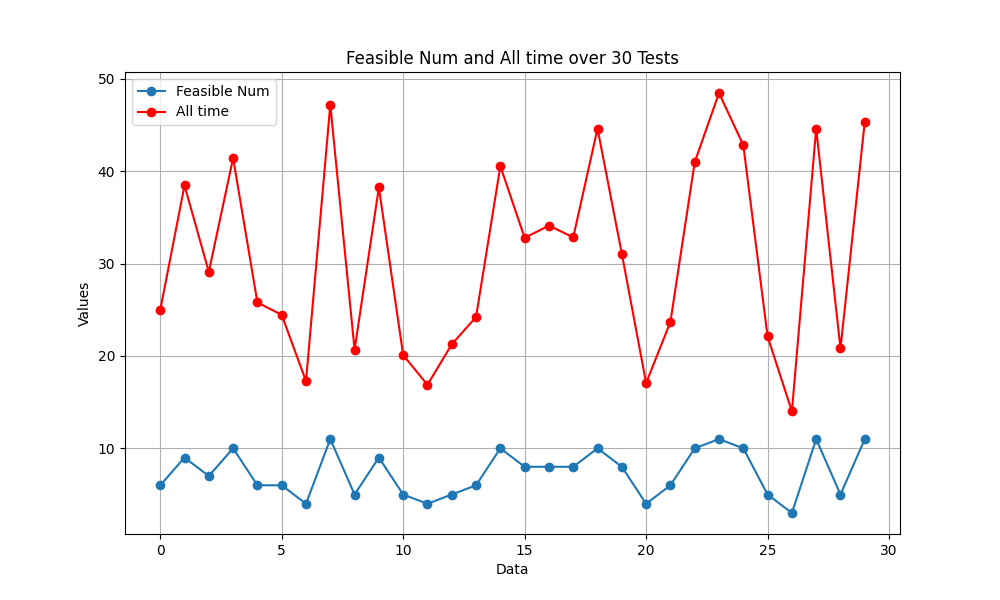 Feasible Num and All time over 30 Tests
Feasible Num
All time
50
40
30
20
10
Values
0 5 10 15 20 25 30
Data